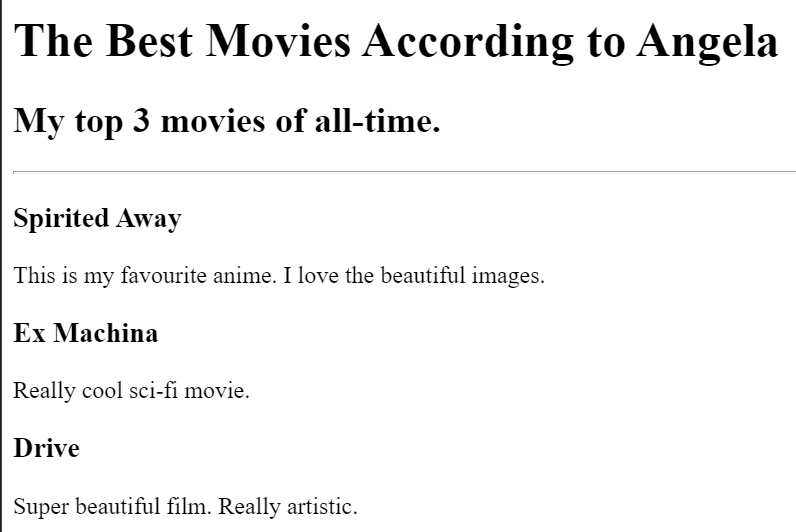 The Best Movies According to Angela
My top 3 movies of all-time.
Spirited Away
This is my favourite anime. I love the beautiful images.
Ex Machina
Really cool sci-fi movie.
Drive
Super beautiful film. Really artistic.